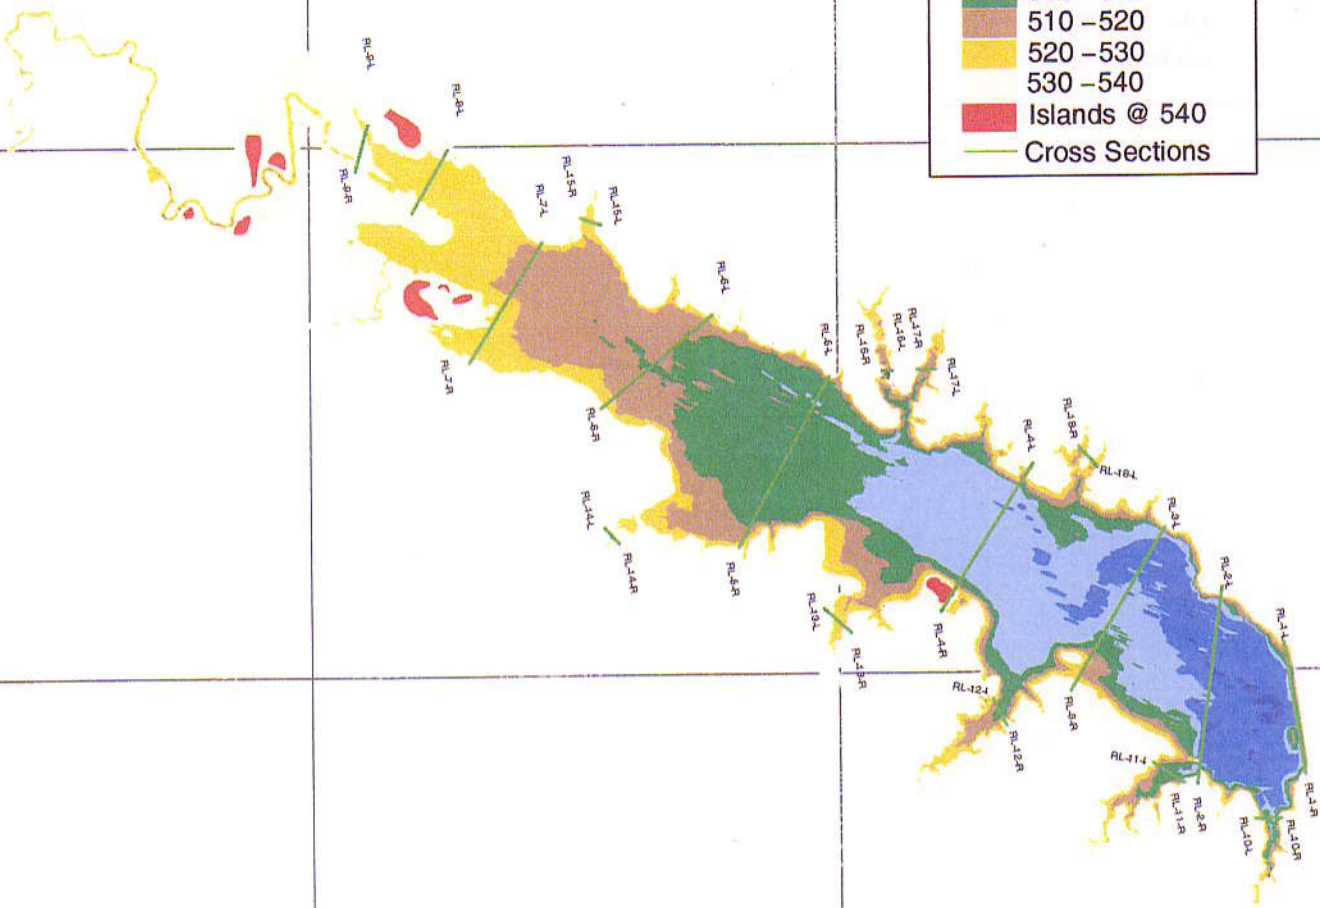 510 –520
520 –530
530 –540
Islands @ 540
Cross Sections
RL-9-L
RL-8-L
RL-9-R
RL-15-R
RL-15-L
RL-7-L
RL-7-R
RL-6-L
RL-6-R
RL-5-L
RL-16-R
RL-16-L
RL-17-R
RL-17-L
RL-4-L
RL-18-R
RL-18-L
RL-3-L
RL-2-L
RL-1-L
RL-14-L
RL-14-R
RL-5-R
RL-13-L
RL-13-R
RL-4-R
RL-12-L
RL-12-R
RL-3-R
RL-11-L
RL-11-R
RL-2-R
RL-10-L
RL-10-R
RL-1-R